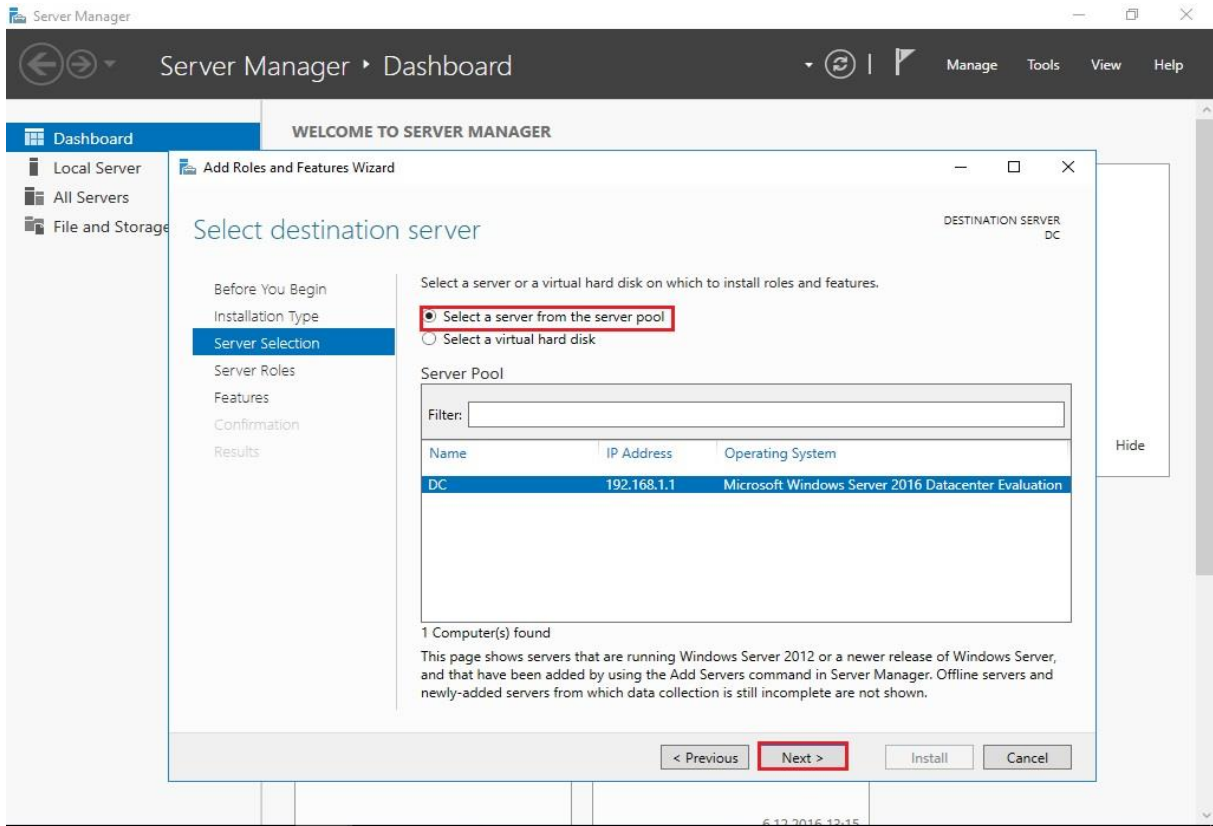 Server Manager
Server Manager ‣ Dashboard
Manage Tools View Help
Dashboard
Local Server
All Servers
File and Storage
WELCOME TO SERVER MANAGER
Add Roles and Features Wizard
Select destination server
DESTINATION SERVER
DC
Before You Begin
Installation Type
Server Selection
Server Roles
Features
Confirmation
Results
Select a server or a virtual hard disk on which to install roles and features.
Select a server from the server pool
Select a virtual hard disk
Server Pool
Filter:
Name IP Address Operating System
DC 192.168.1.1 Microsoft Windows Server 2016 Datacenter Evaluation
1 Computer(s) found
This page shows servers that are running Windows Server 2012 or a newer release of Windows Server,
and that have been added by using the Add Servers command in Server Manager. Offline servers and
newly-added servers from which data collection is still incomplete are not shown.
< Previous Next > Install Cancel
Hide
6.12.2016 13:15